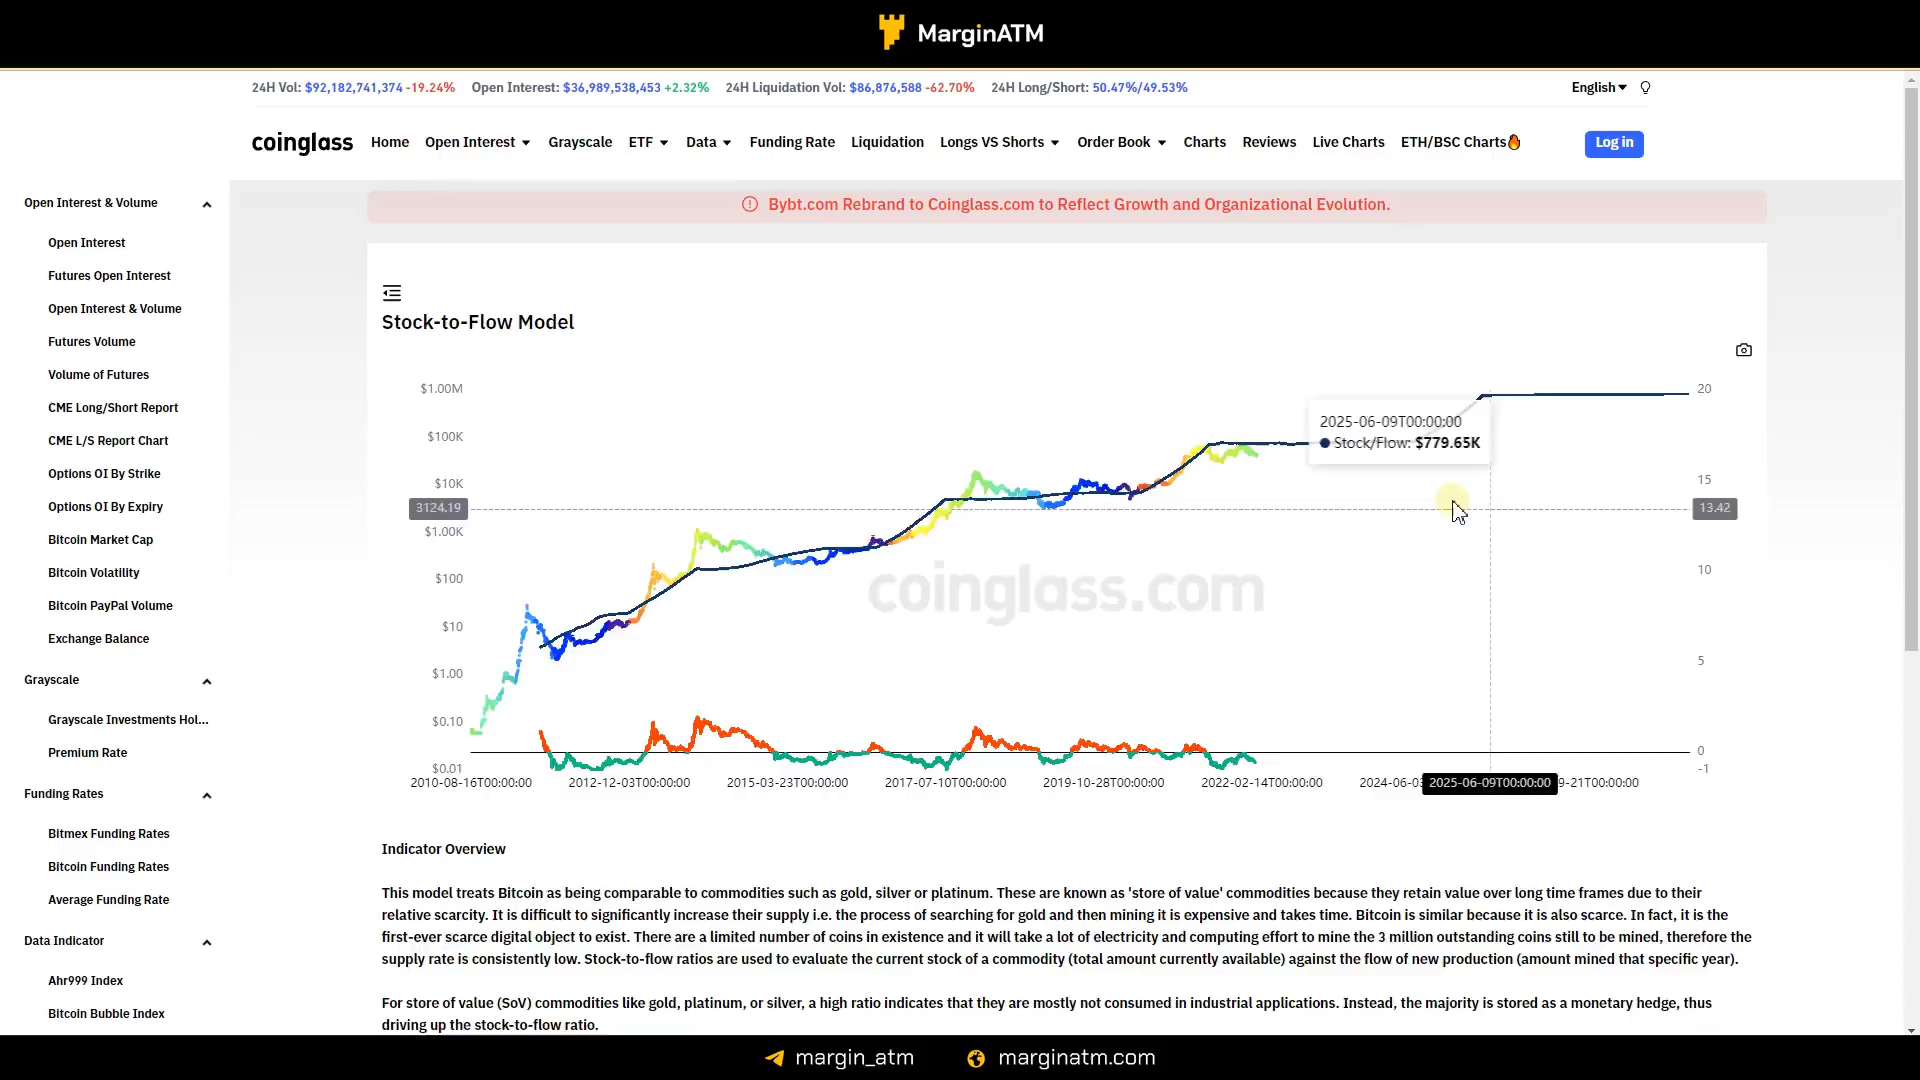 MarginATM
24H Vol: $92,182,741,374 -19.24% Open Interest: $36,989,538,453 +2.32% 24H Liquidation Vol: $86,876,588 -62.70% 24H Long/Short: 50.47%/49.53% English
coinglass Home Open Interest Grayscale ETF Data Funding Rate Liquidation Longs VS Shorts Order Book Charts Reviews Live Charts ETH/BSC Charts Log in
Bybt.com Rebrand to Coinglass.com to Reflect Growth and Organizational Evolution.
Open Interest & Volume
Open Interest
Futures Open Interest
Open Interest & Volume
Futures Volume
Volume of Futures
CME Long/Short Report
CME L/S Report Chart
Options OI By Strike
Options OI By Expiry
Bitcoin Market Cap
Bitcoin Volatility
Bitcoin PayPal Volume
Exchange Balance
Grayscale
Grayscale Investments Hol...
Premium Rate
Funding Rates
Bitmex Funding Rates
Bitcoin Funding Rates
Average Funding Rate
Data Indicator
Ahr999 Index
Bitcoin Bubble Index
Stock-to-Flow Model
$1.00M
$100K
$10K
3124.19
$1.00K
$100
$10
$1.00
$0.10
$0.01
20
15
13.42
10
5
0
-1
2025-06-09T00:00:00
Stock/Flow: $779.65K
coinglass.com
2010-08-16T00:00:00 2012-12-03T00:00:00 2015-03-23T00:00:00 2017-07-10T00:00:00 2019-10-28T00:00:00 2022-02-14T00:00:00 2024-06-03 2025-06-09T00:00:00 9-21T00:00:00
Indicator Overview
This model treats Bitcoin as being comparable to commodities such as gold, silver or platinum. These are known as 'store of value' commodities because they retain value over long time frames due to their
relative scarcity. It is difficult to significantly increase their supply i.e. the process of searching for gold and then mining it is expensive and takes time. Bitcoin is similar because it is also scarce. In fact, it is the
first-ever scarce digital object to exist. There are a limited number of coins in existence and it will take a lot of electricity and computing effort to mine the 3 million outstanding coins still to be mined, therefore the
supply rate is consistently low. Stock-to-flow ratios are used to evaluate the current stock of a commodity (total amount currently available) against the flow of new production (amount mined that specific year).
For store of value (SoV) commodities like gold, platinum, or silver, a high ratio indicates that they are mostly not consumed in industrial applications. Instead, the majority is stored as a monetary hedge, thus
driving up the stock-to-flow ratio.
margin_atm marginatm.com